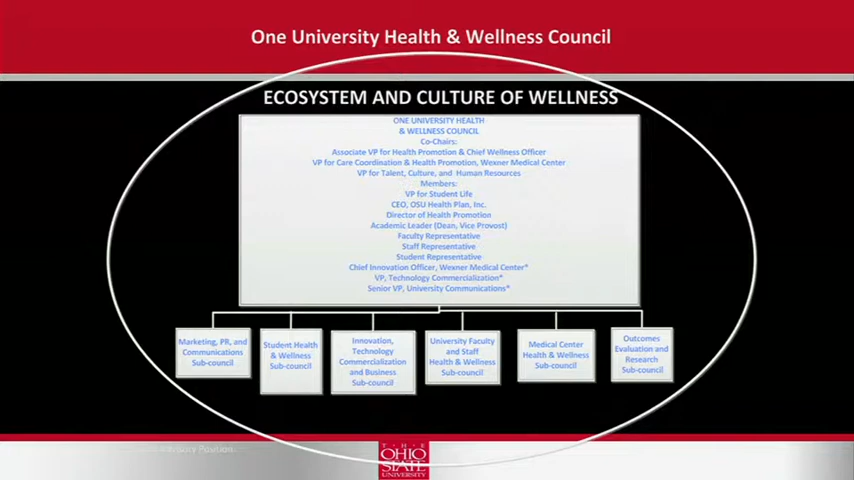 One University Health & Wellness Council
ECOSYSTEM AND CULTURE OF WELLNESS
ONE UNIVERSITY HEALTH
& WELLNESS COUNCIL
Co-Chairs:
Associate VP for Health Promotion & Chief Wellness Officer
VP for Care Coordination & Health Promotion, Wexner Medical Center
VP for Talent, Culture, and Human Resources
Members:
VP for Student Life
CEO, OSU Health Plan, Inc.
Director of Health Promotion
Academic Leader (Dean, Vice Provost)
Faculty Representative
Staff Representative
Student Representative
Chief Innovation Officer, Wexner Medical Center*
VP, Technology Commercialization*
Senior VP, University Communications*
Marketing, PR, and
Communications
Sub-council
Student Health
& Wellness
Sub-council
Innovation,
Technology
Commercialization
and Business
Sub-council
University Faculty
and Staff
Health & Wellness
Sub-council
Medical Center
Health & Wellness
Sub-council
Outcomes
Evaluation and
Research
Sub-council
Position
THE
OHIO
STATE
UNIVERSITY